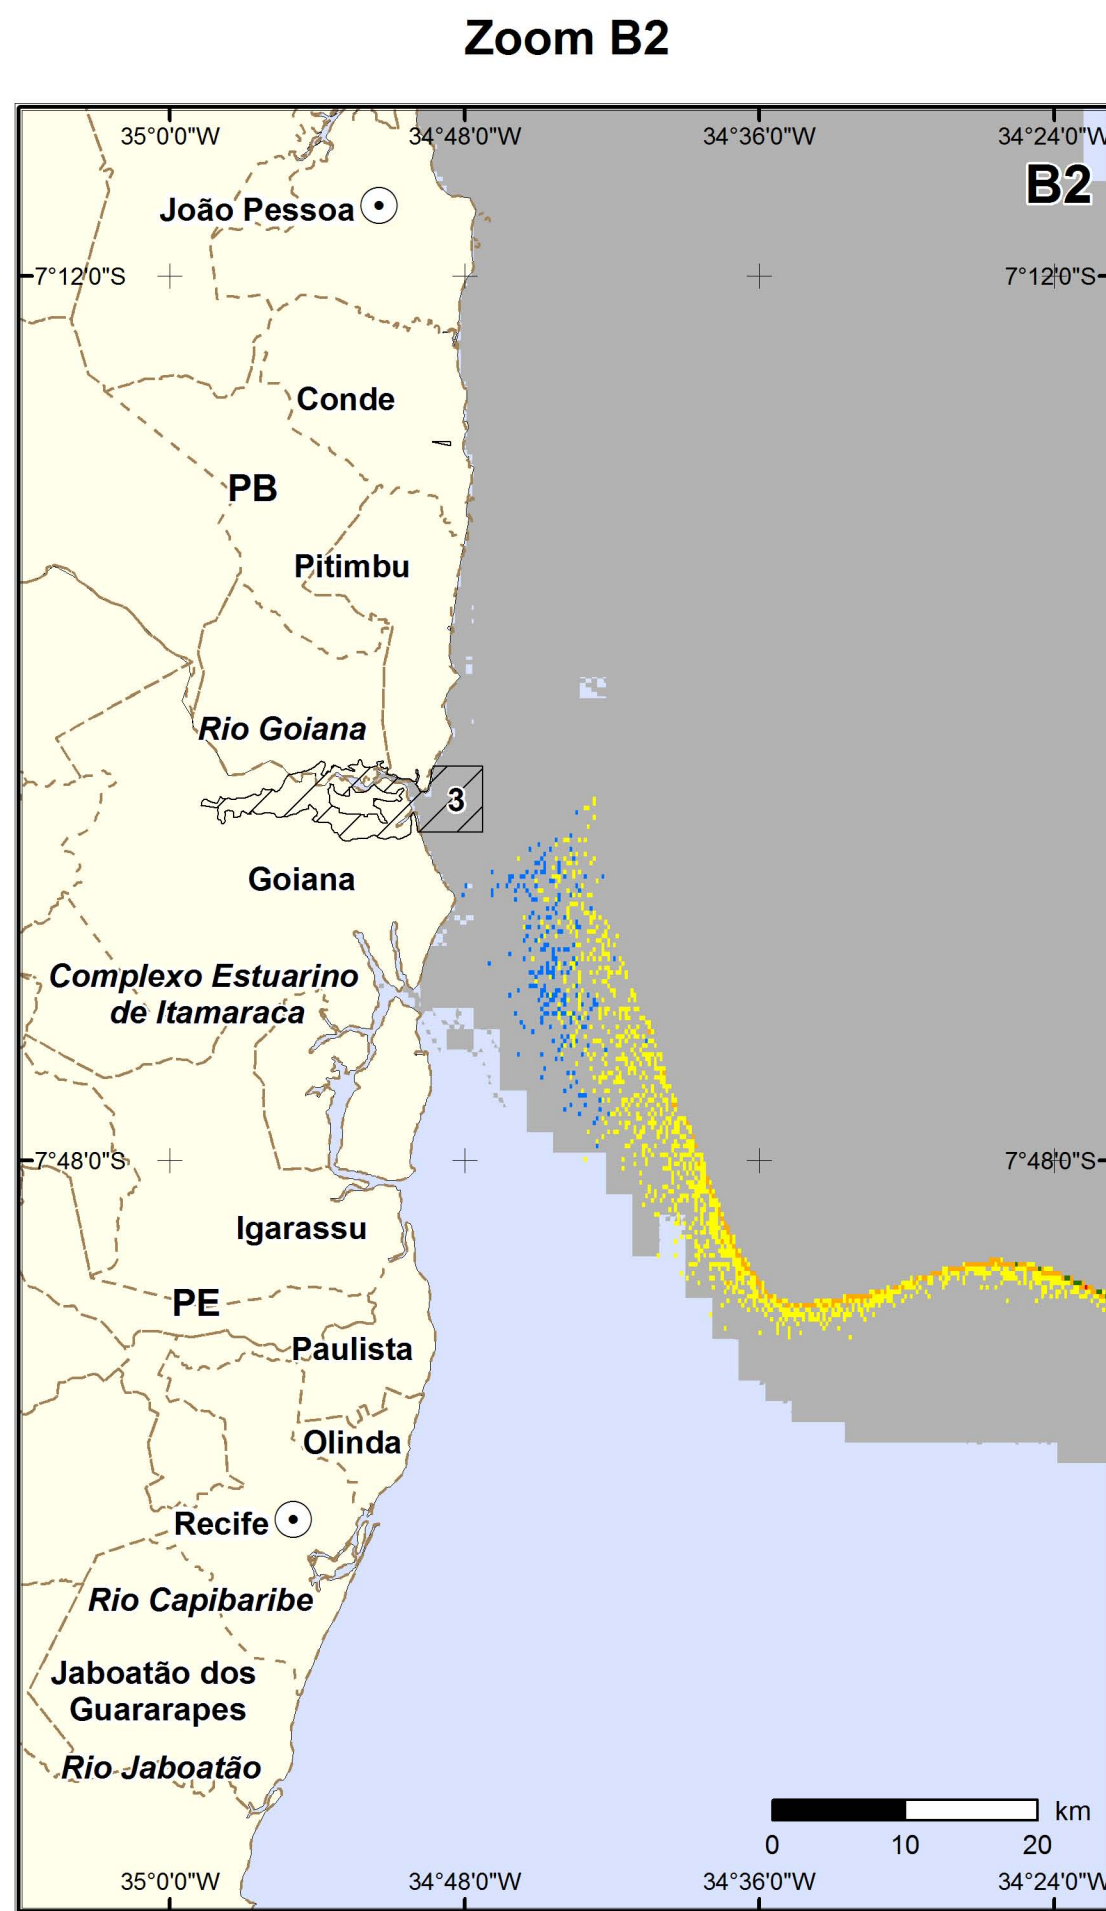 Zoom B2
35°0'0"W
34°48'0"W
34°36'0"W
34°24'0"W
B2
João Pessoa
7°12'0"S
7°12'0"S
Conde
PB
Pitimbu
Rio Goiana
3
Goiana
Complexo Estuarino
de Itamaraca
7°48'0"S
7°48'0"S
Igarassu
PE
Paulista
Olinda
Recife
Rio Capibaribe
Jaboatão dos
Guararapes
Rio Jaboatão
km
0 10 20
35°0'0"W
34°48'0"W
34°36'0"W
34°24'0"W